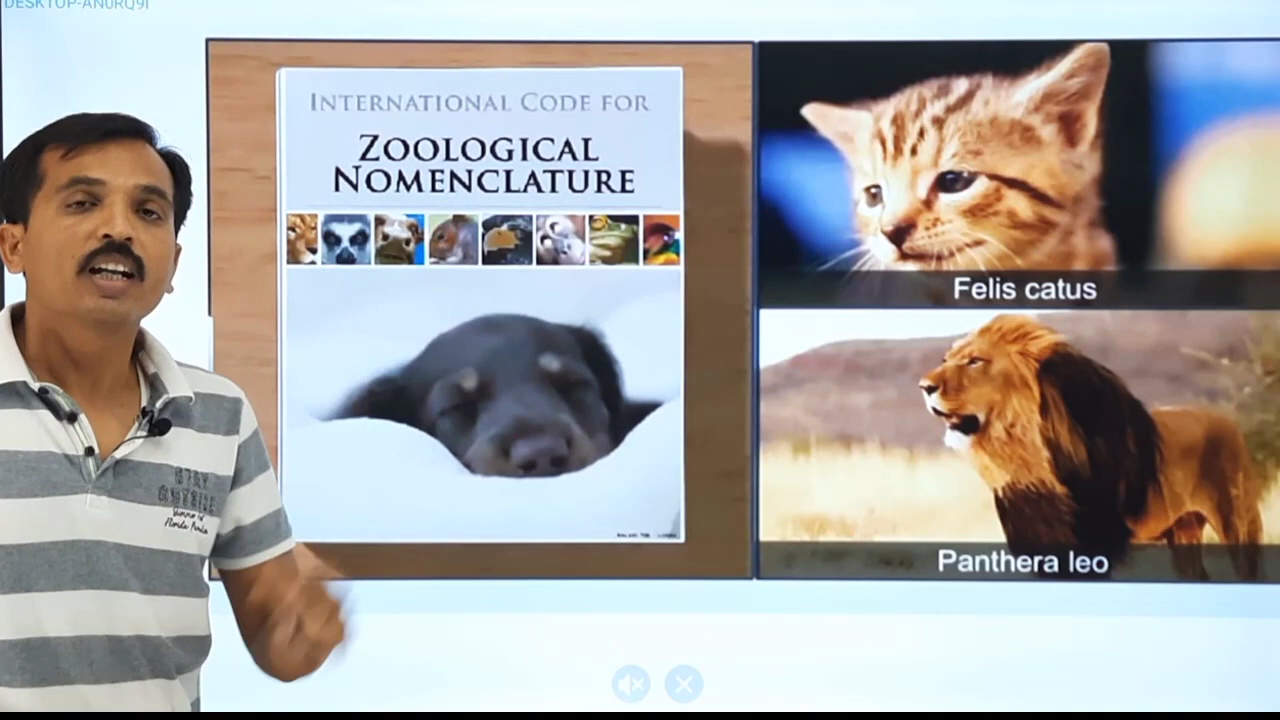 DESKTOP-AN0RQ9I
INTERNATIONAL CODE FOR
ZOOLOGICAL
NOMENCLATURE
Felis catus
Panthera leo